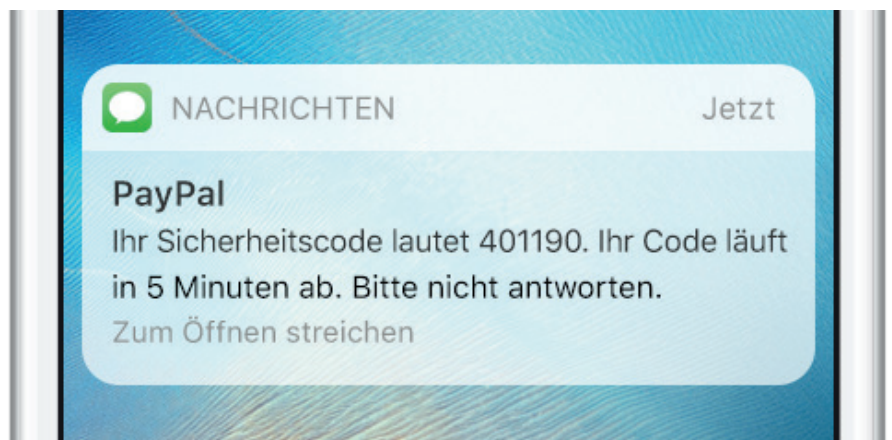 NACHRICHTEN Jetzt
PayPal
Ihr Sicherheitscode lautet 401190. Ihr Code läuft
in 5 Minuten ab. Bitte nicht antworten.
Zum Öffnen streichen